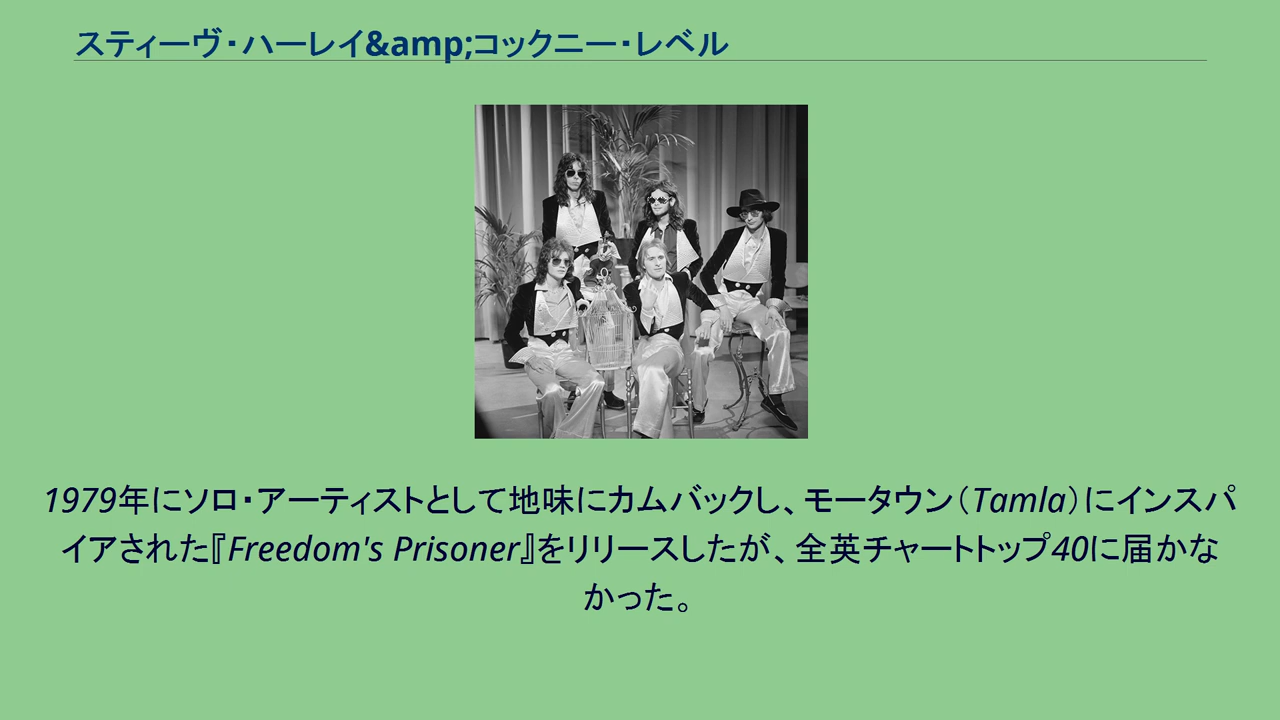 スティーヴ・ハーレイ&amp;コックニー・レベル
1979年にソロ・アーティストとして地味にカムバックし、モータウン（Tamla）にインスパ
イアされた『Freedom's Prisoner』をリリースしたが、全英チャートトップ40に届かな
かった。